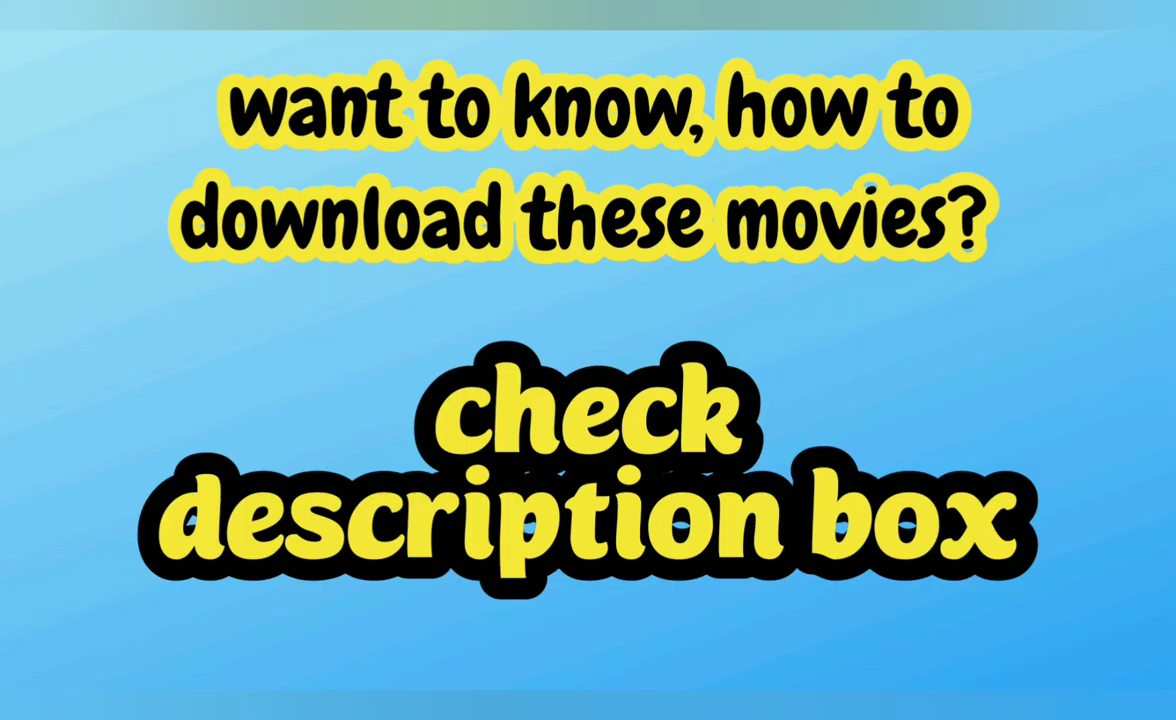 want to know, how to
download these movies?
check
description box